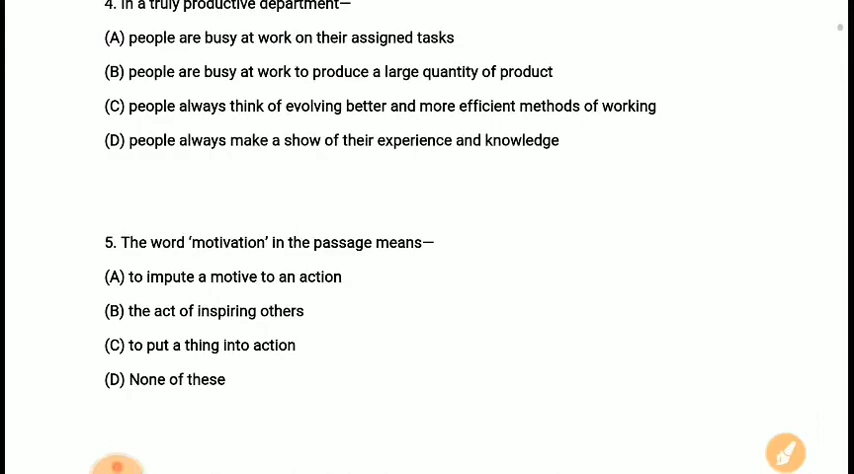 4. In a truly productive department—
(A) people are busy at work on their assigned tasks
(B) people are busy at work to produce a large quantity of product
(C) people always think of evolving better and more efficient methods of working
(D) people always make a show of their experience and knowledge
5. The word ‘motivation’ in the passage means—
(A) to impute a motive to an action
(B) the act of inspiring others
(C) to put a thing into action
(D) None of these